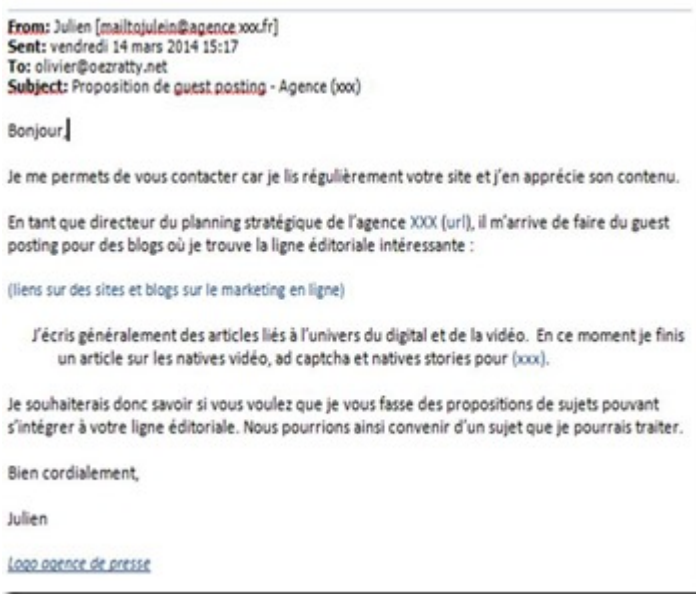 From: Julien [mailtojulein@agence.xxx.fr]
Sent: vendredi 14 mars 2014 15:17
To: olivier@oezratty.net
Subject: Proposition de guest posting - Agence (xxx)
Bonjour,
Je me permets de vous contacter car je lis régulièrement votre site et j'en apprécie son contenu.
En tant que directeur du planning stratégique de l'agence XXX (url), il m'arrive de faire du guest
posting pour des blogs où je trouve la ligne éditoriale intéressante :
(liens sur des sites et blogs sur le marketing en ligne)
J'écris généralement des articles liés à l'univers du digital et de la vidéo. En ce moment je finis
un article sur les natives vidéo, ad captcha et natives stories pour (xxx).
Je souhaiterais donc savoir si vous voulez que je vous fasse des propositions de sujets pouvant
s'intégrer à votre ligne éditoriale. Nous pourrions ainsi convenir d'un sujet que je pourrais traiter.
Bien cordialement,
Julien
Logo agence de presse